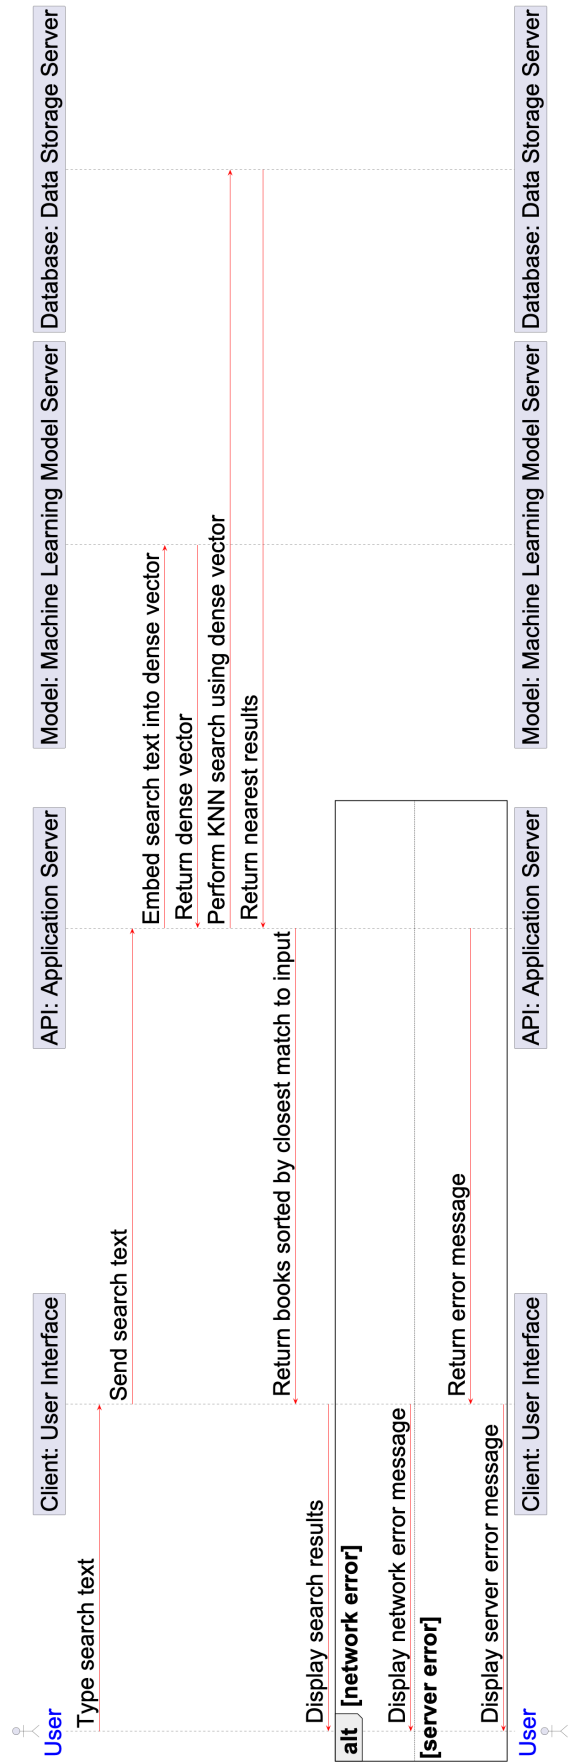 User
Client: User Interface
API: Application Server
Model: Machine Learning Model Server
Database: Data Storage Server
Type search text
Send search text
Embed search text into dense vector
Return dense vector
Perform KNN search using dense vector
Return nearest results
Return books sorted by closest match to input
Display search results
alt [network error]
Display network error message
[server error]
Return error message
Display server error message
User
Client: User Interface
API: Application Server
Model: Machine Learning Model Server
Database: Data Storage Server